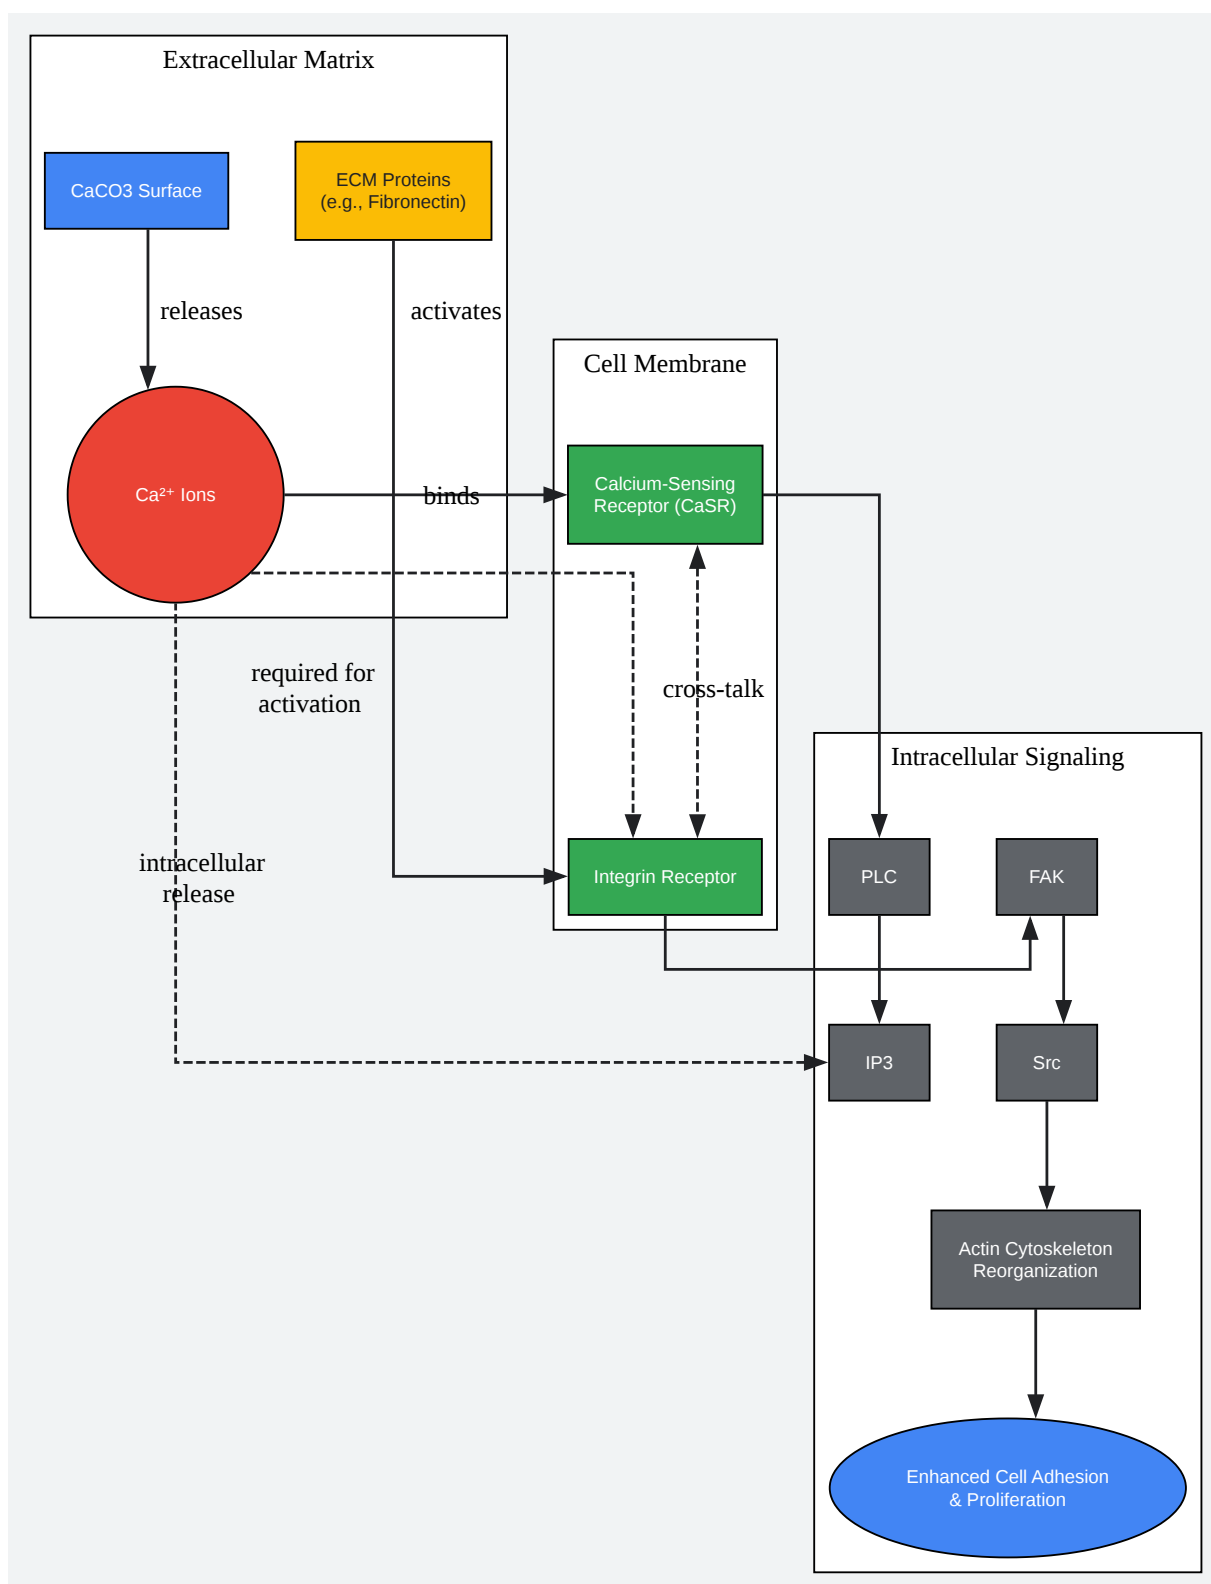 Extracellular Matrix
CaCO3 Surface
ECM Proteins
(e.g., Fibronectin)
releases
activates
Cell Membrane
Ca²⁺ Ions
binds
Calcium-Sensing
Receptor (CaSR)
required for
activation
cross-talk
Intracellular Signaling
intracellular
release
Integrin Receptor
PLC
FAK
IP3
Src
Actin Cytoskeleton
Reorganization
Enhanced Cell Adhesion
& Proliferation